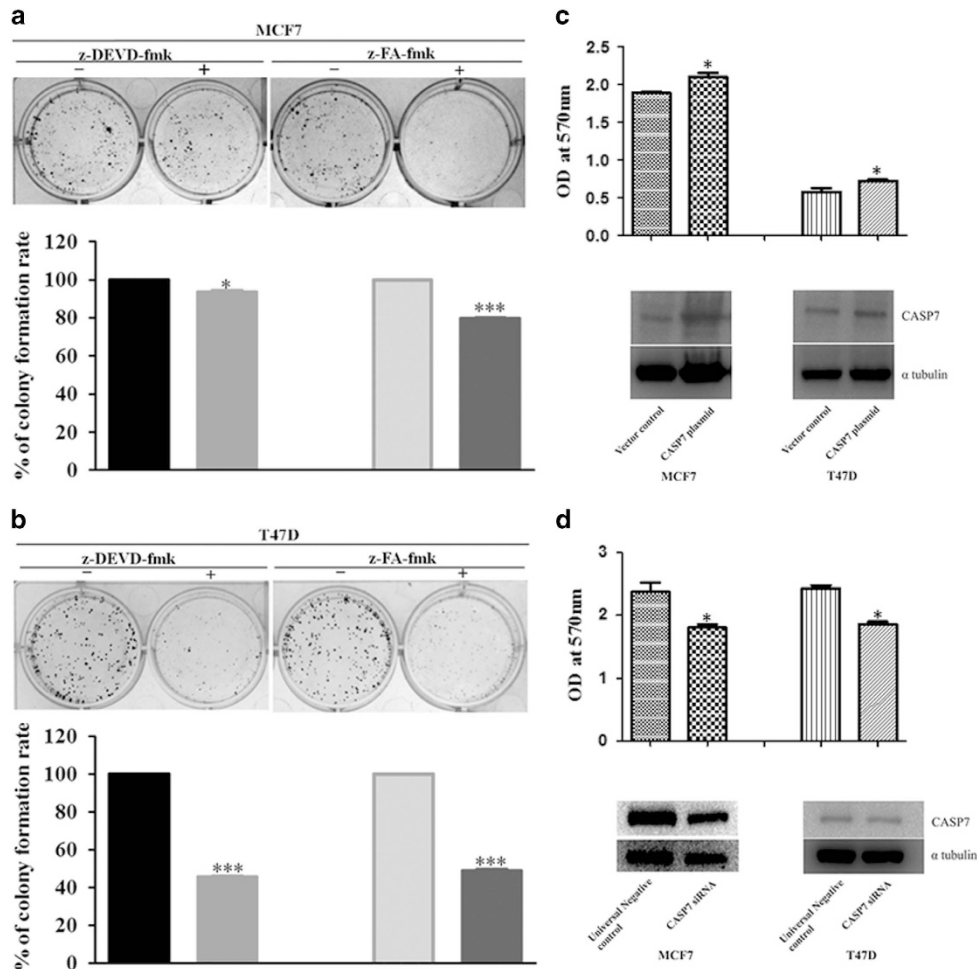 a
MCF7
z-DEVD-fmk z-FA-fmk
− + − +
% of colony formation rate
120
100
80
60
40
20
0
*
***
b
T47D
z-DEVD-fmk z-FA-fmk
− + − +
% of colony formation rate
120
100
80
60
40
20
0
***
***
c
OD at 570nm
2.5
2.0
1.5
1.0
0.5
0.0
*
*
CASP7
α tubulin
Vector control
CASP7 plasmid
Vector control
CASP7 plasmid
MCF7 T47D
d
OD at 570nm
3
2
1
0
*
*
CASP7
α tubulin
Universal Negative
control
CASP7 siRNA
Universal Negative
control
CASP7 siRNA
MCF7 T47D